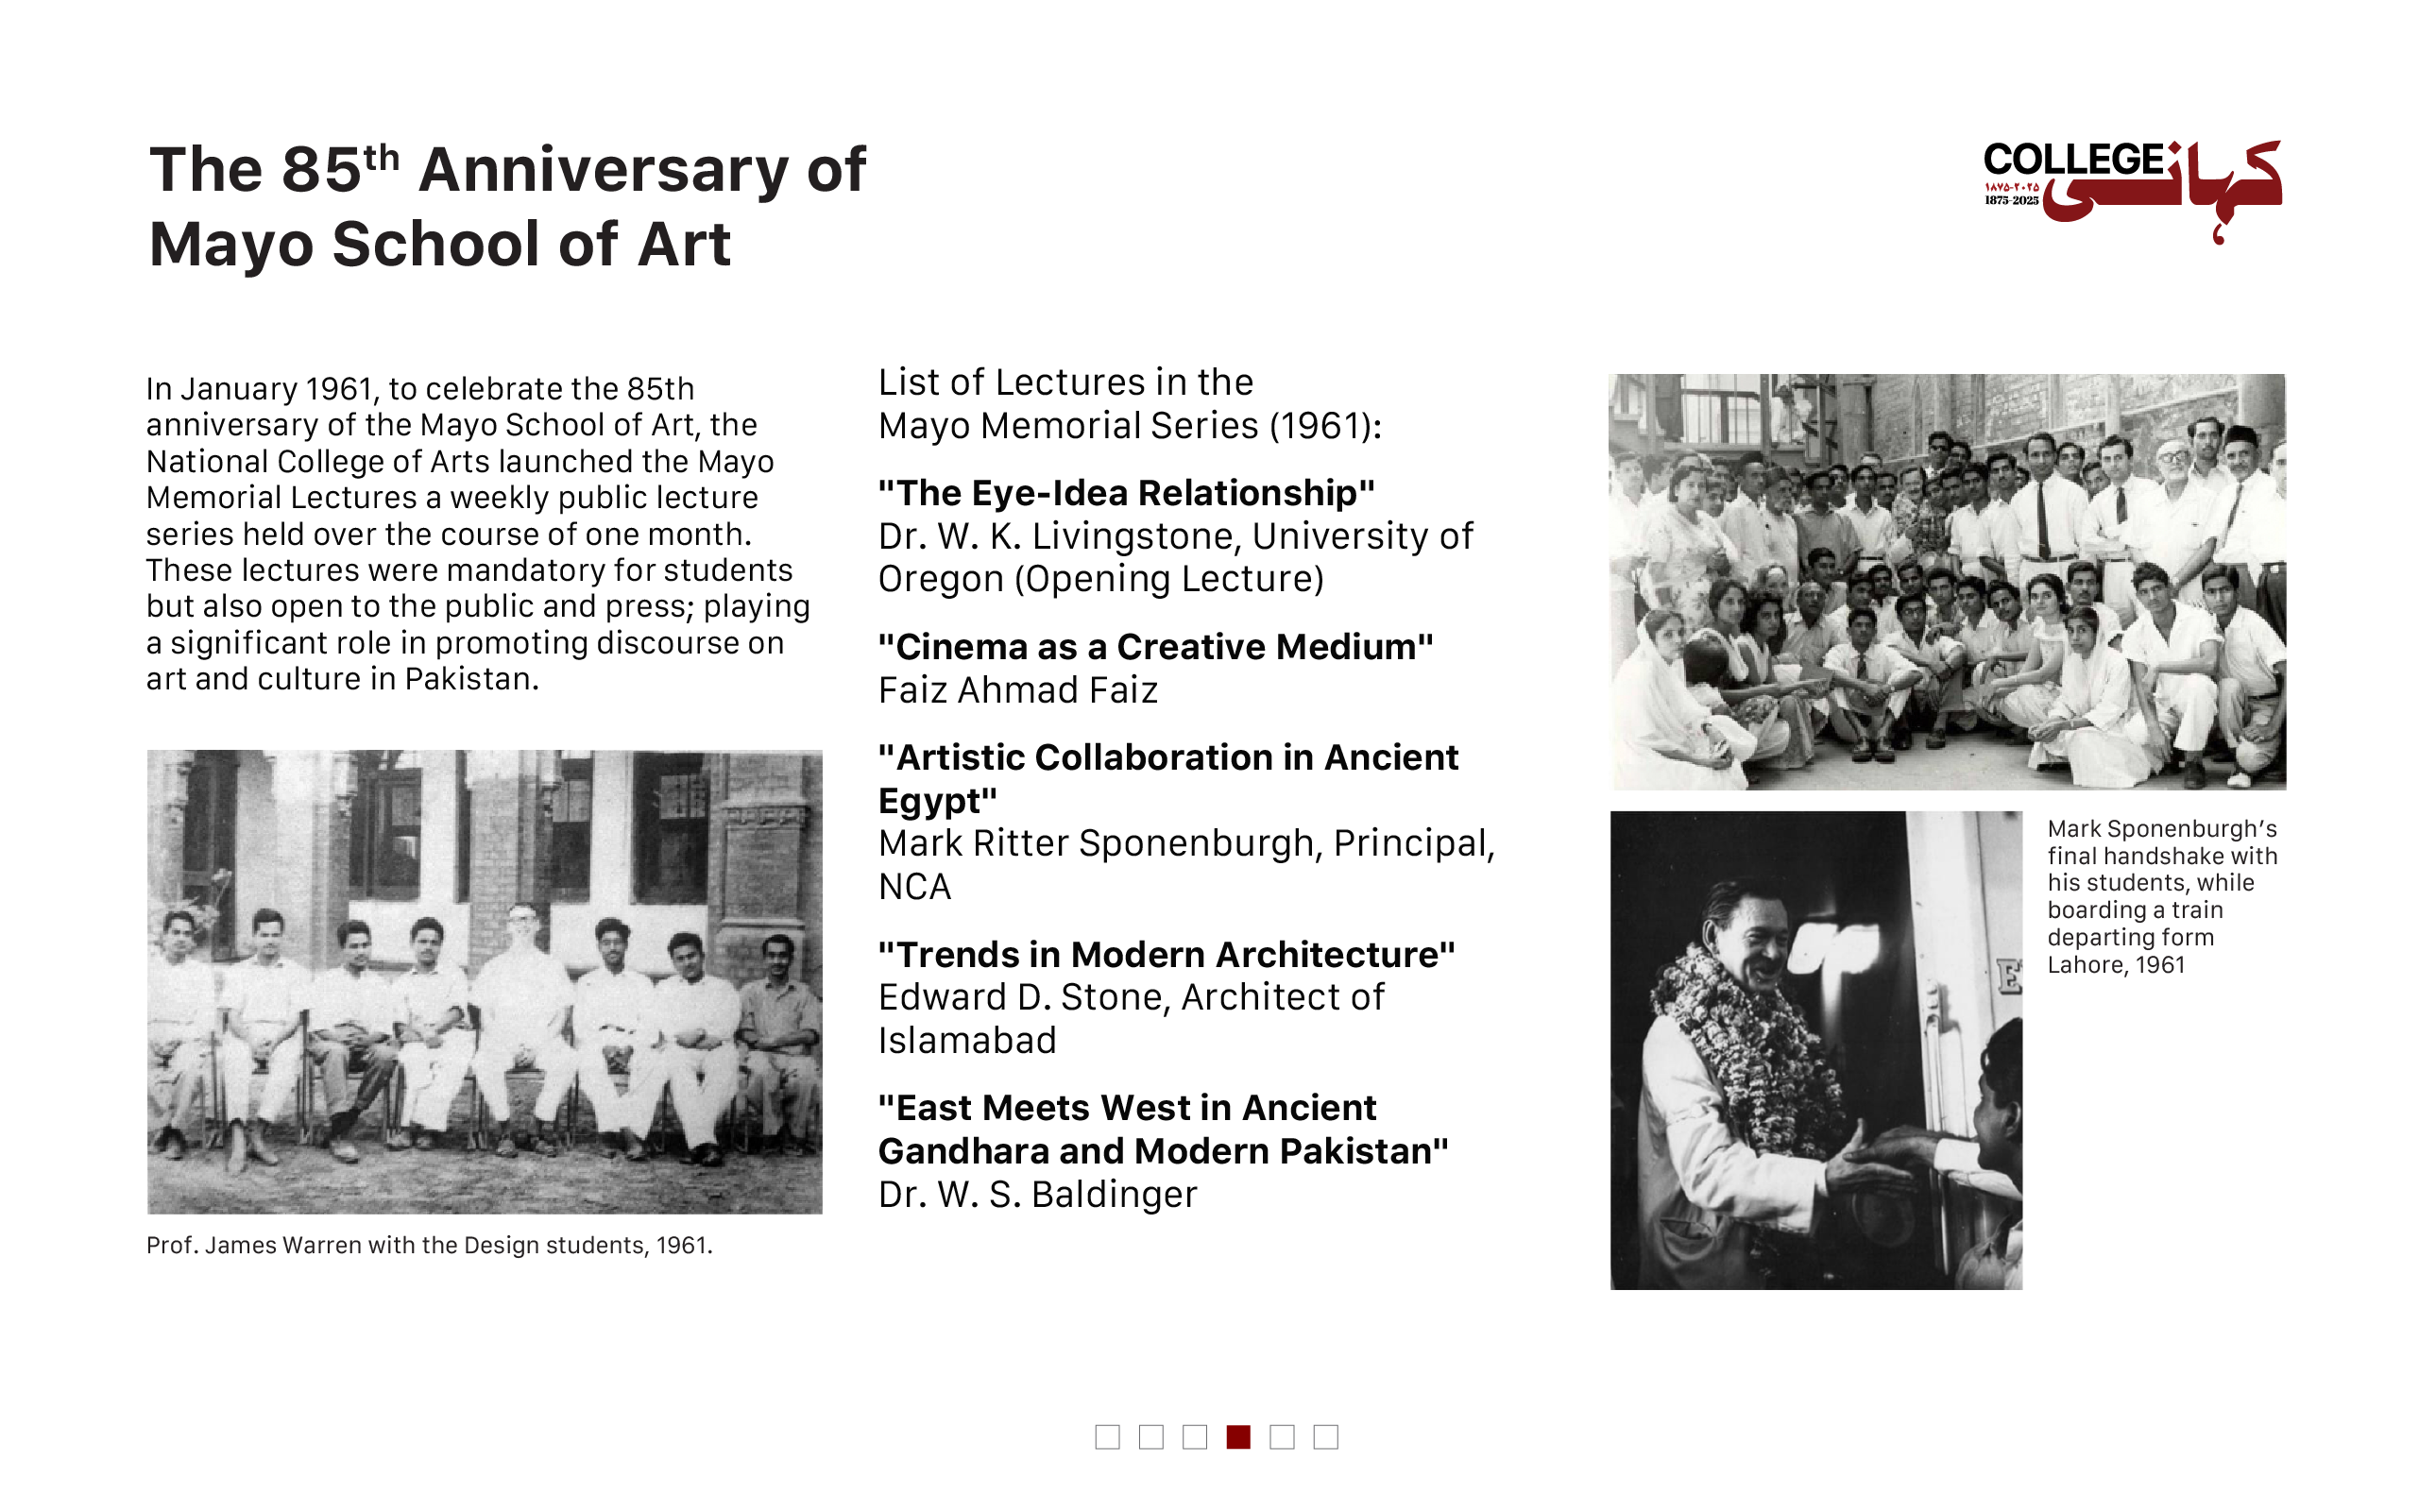 The 85th Anniversary of
Mayo School of Art
COLLEGE کہانی
۱۸۷۵-۲۰۲۵
1875-2025
In January 1961, to celebrate the 85th
anniversary of the Mayo School of Art, the
National College of Arts launched the Mayo
Memorial Lectures a weekly public lecture
series held over the course of one month.
These lectures were mandatory for students
but also open to the public and press; playing
a significant role in promoting discourse on
art and culture in Pakistan.
Prof. James Warren with the Design students, 1961.
List of Lectures in the
Mayo Memorial Series (1961):
"The Eye-Idea Relationship"
Dr. W. K. Livingstone, University of
Oregon (Opening Lecture)
"Cinema as a Creative Medium"
Faiz Ahmad Faiz
"Artistic Collaboration in Ancient
Egypt"
Mark Ritter Sponenburgh, Principal,
NCA
"Trends in Modern Architecture"
Edward D. Stone, Architect of
Islamabad
"East Meets West in Ancient
Gandhara and Modern Pakistan"
Dr. W. S. Baldinger
Mark Sponenburgh's
final handshake with
his students, while
boarding a train
departing form
Lahore, 1961